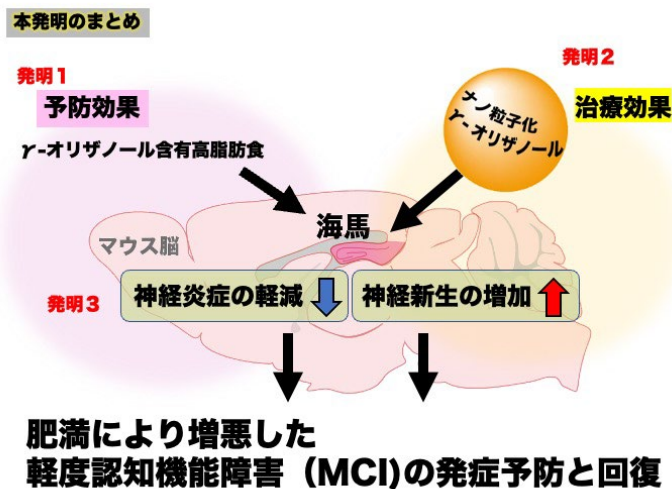 本発明のまとめ
発明1
予防効果
γ-オリザノール含有高脂肪食
発明2
治療効果
ナノ粒子化
γ-オリザノール
海馬
マウス脳
発明3
神経炎症の軽減
神経新生の増加
肥満により増悪した
軽度認知機能障害（MCI)の発症予防と回復